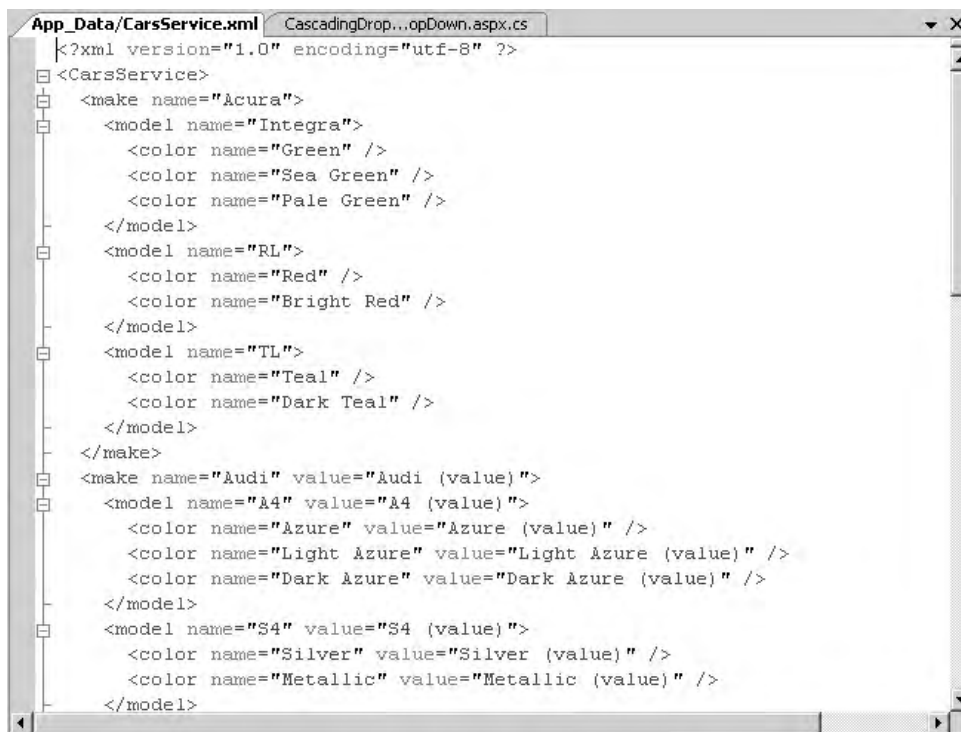 App_Data/CarsService.xml CascadingDrop...opDown.aspx.cs
<?xml version="1.0" encoding="utf-8" ?>
<CarsService>
<make name="Acura">
<model name="Integra">
<color name="Green" />
<color name="Sea Green" />
<color name="Pale Green" />
</model>
<model name="RL">
<color name="Red" />
<color name="Bright Red" />
</model>
<model name="TL">
<color name="Teal" />
<color name="Dark Teal" />
</model>
</make>
<make name="Audi" value="Audi (value)">
<model name="A4" value="A4 (value)">
<color name="Azure" value="Azure (value)" />
<color name="Light Azure" value="Light Azure (value)" />
<color name="Dark Azure" value="Dark Azure (value)" />
</model>
<model name="S4" value="S4 (value)">
<color name="Silver" value="Silver (value)" />
<color name="Metallic" value="Metallic (value)" />
</model>